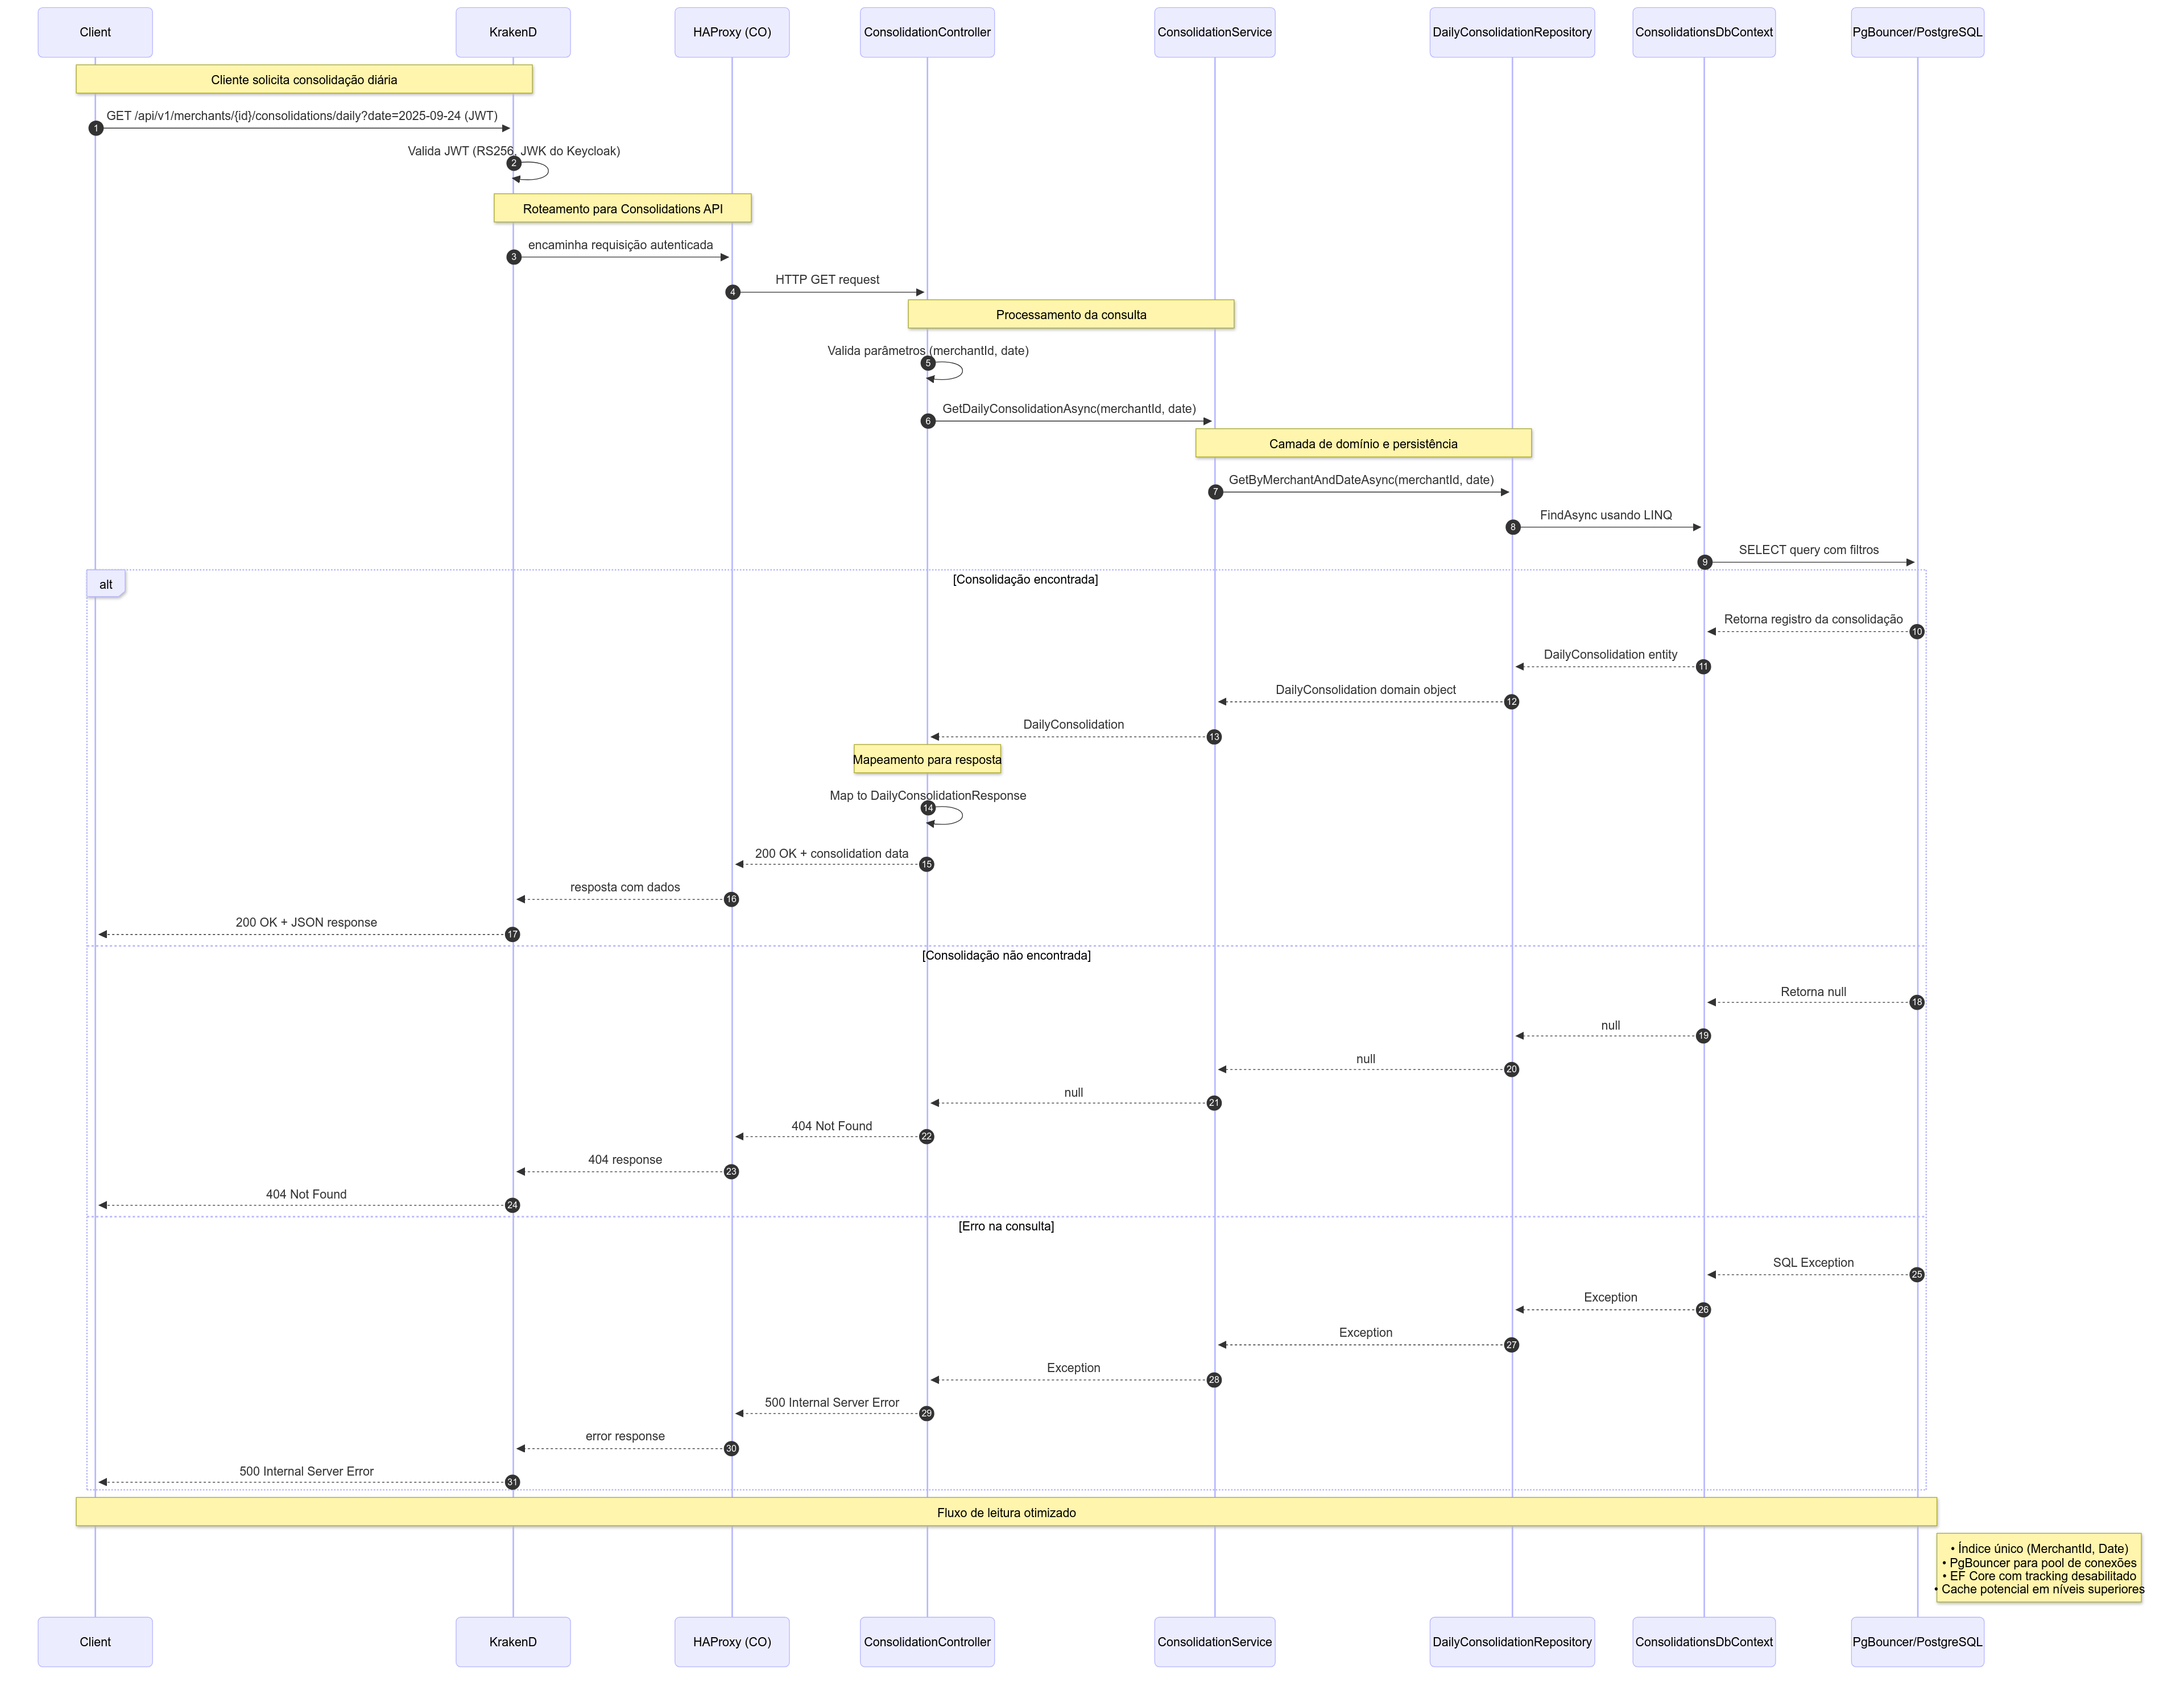 Client
KrakenD
HAProxy (CO)
ConsolidationController
ConsolidationService
DailyConsolidationRepository
ConsolidationsDbContext
PgBouncer/PostgreSQL
Cliente solicita consolidação diária
GET /api/v1/merchants/{id}/consolidations/daily?date=2025-09-24 (JWT)
1
Valida JWT (RS256, JWK do Keycloak)
2
Roteamento para Consolidations API
encaminha requisição autenticada
3
HTTP GET request
4
Processamento da consulta
Valida parâmetros (merchantId, date)
5
GetDailyConsolidationAsync(merchantId, date)
6
Camada de domínio e persistência
GetByMerchantAndDateAsync(merchantId, date)
7
FindAsync usando LINQ
8
SELECT query com filtros
9
alt
[Consolidação encontrada]
Retorna registro da consolidação
10
DailyConsolidation entity
11
DailyConsolidation domain object
12
DailyConsolidation
13
Mapeamento para resposta
Map to DailyConsolidationResponse
14
200 OK + consolidation data
15
resposta com dados
16
200 OK + JSON response
17
[Consolidação não encontrada]
Retorna null
18
null
19
null
20
null
21
404 Not Found
22
404 response
23
404 Not Found
24
[Erro na consulta]
SQL Exception
25
Exception
26
Exception
27
Exception
28
500 Internal Server Error
29
error response
30
500 Internal Server Error
31
Fluxo de leitura otimizado
• Índice único (MerchantId, Date)
• PgBouncer para pool de conexões
• EF Core com tracking desabilitado
• Cache potencial em níveis superiores
Client
KrakenD
HAProxy (CO)
ConsolidationController
ConsolidationService
DailyConsolidationRepository
ConsolidationsDbContext
PgBouncer/PostgreSQL